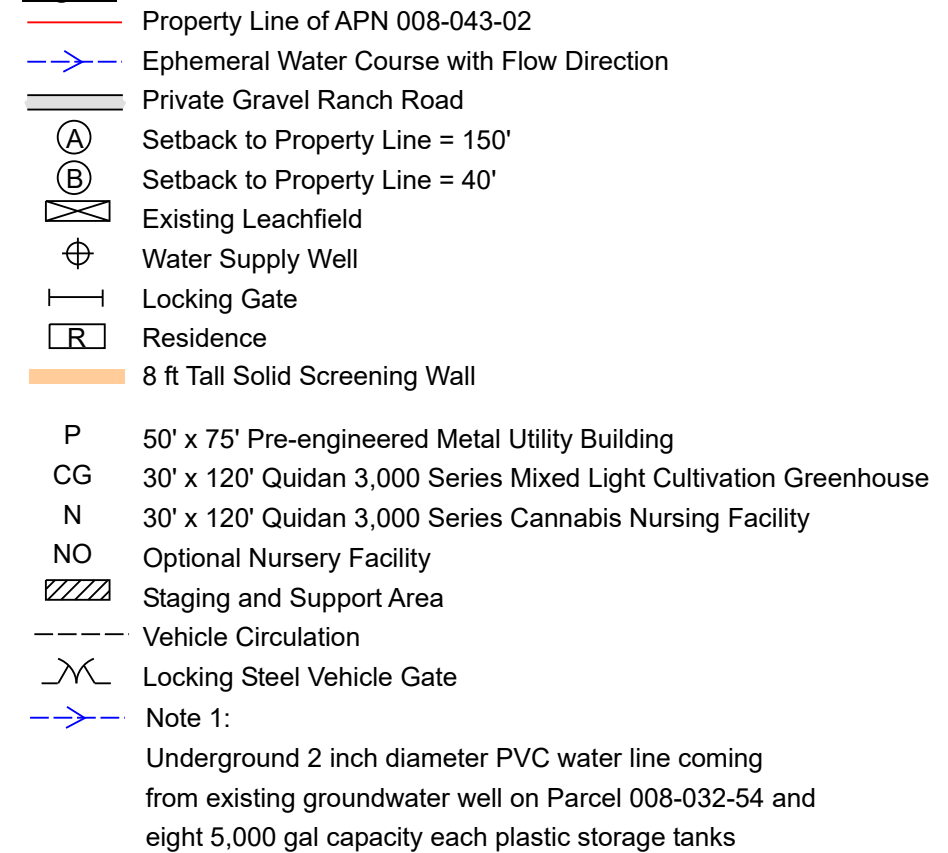 Property Line of APN 008-043-02
Ephemeral Water Course with Flow Direction
Private Gravel Ranch Road
A Setback to Property Line = 150'
B Setback to Property Line = 40'
Existing Leachfield
Water Supply Well
Locking Gate
R Residence
8 ft Tall Solid Screening Wall
P 50' x 75' Pre-engineered Metal Utility Building
CG 30' x 120' Quidan 3,000 Series Mixed Light Cultivation Greenhouse
N 30' x 120' Quidan 3,000 Series Cannabis Nursing Facility
NO Optional Nursery Facility
Staging and Support Area
Vehicle Circulation
Locking Steel Vehicle Gate
Note 1:
Underground 2 inch diameter PVC water line coming
from existing groundwater well on Parcel 008-032-54 and
eight 5,000 gal capacity each plastic storage tanks